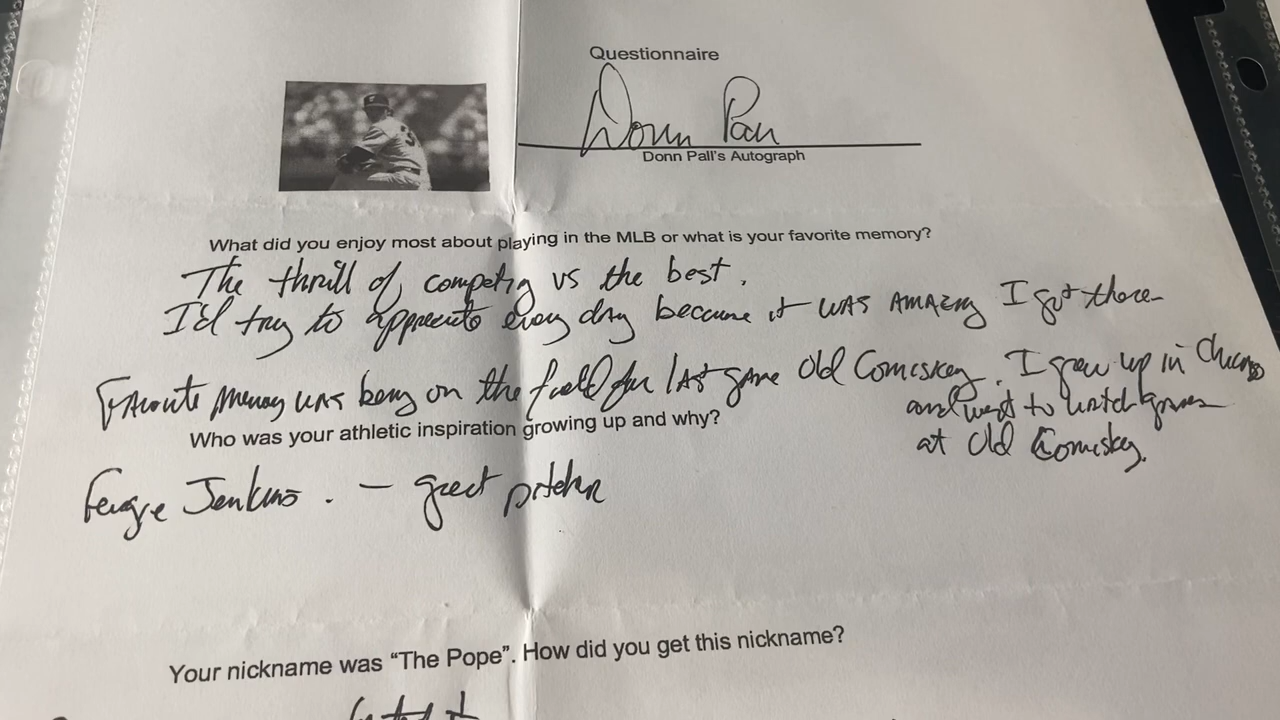 Questionnaire
Donn Pall
Donn Pall's Autograph
What did you enjoy most about playing in the MLB or what is your favorite memory?
The thrill of competing vs the best.
I'd try to appreciate every day because it was AMAZING I got there
Favorite memory was being on the field for last game Old Comiskey. I grew up in Chicago
and went to watch games
at Old Comiskey.
Who was your athletic inspiration growing up and why?
Fergie Jenkins. – great pitcher
Your nickname was “The Pope”. How did you get this nickname?